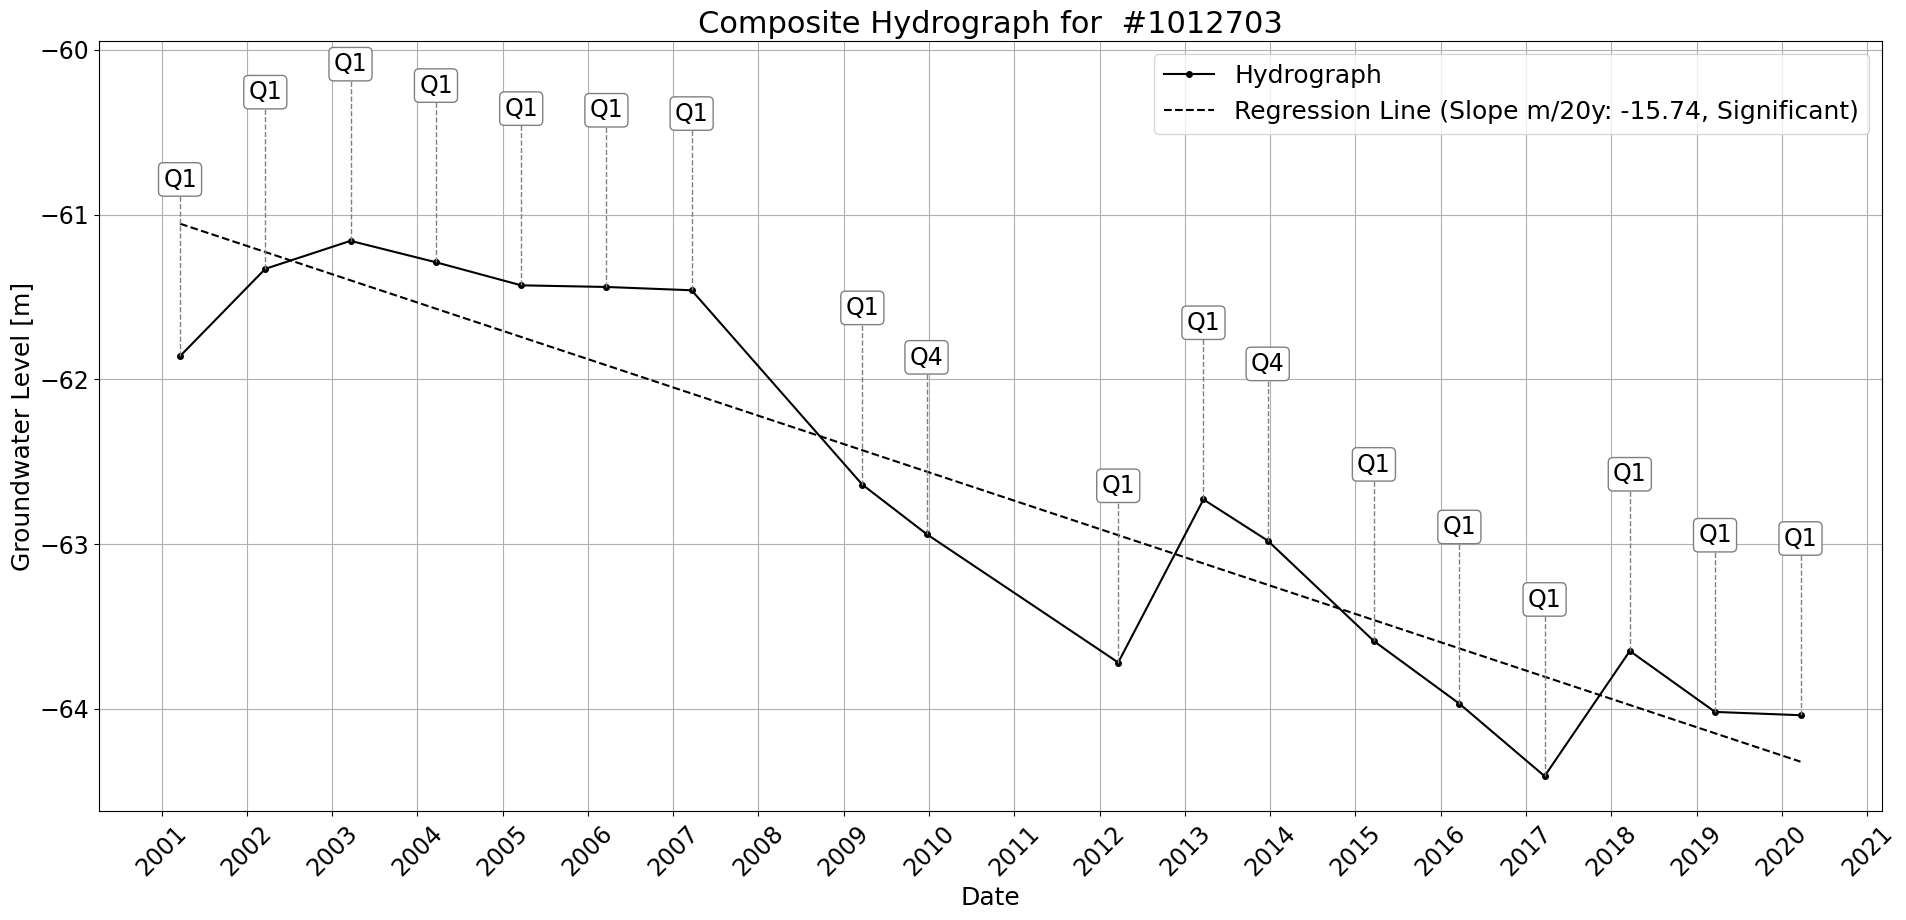 Composite Hydrograph for  #1012703
Hydrograph
Regression Line (Slope m/20y: -15.74, Significant)
Groundwater Level [m]
−60
−61
−62
−63
−64
Q1
Q1
Q1
Q1
Q1
Q1
Q1
Q1
Q4
Q1
Q1
Q4
Q1
Q1
Q1
Q1
Q1
Q1
2001
2002
2003
2004
2005
2006
2007
2008
2009
2010
2011
2012
2013
2014
2015
2016
2017
2018
2019
2020
2021
Date